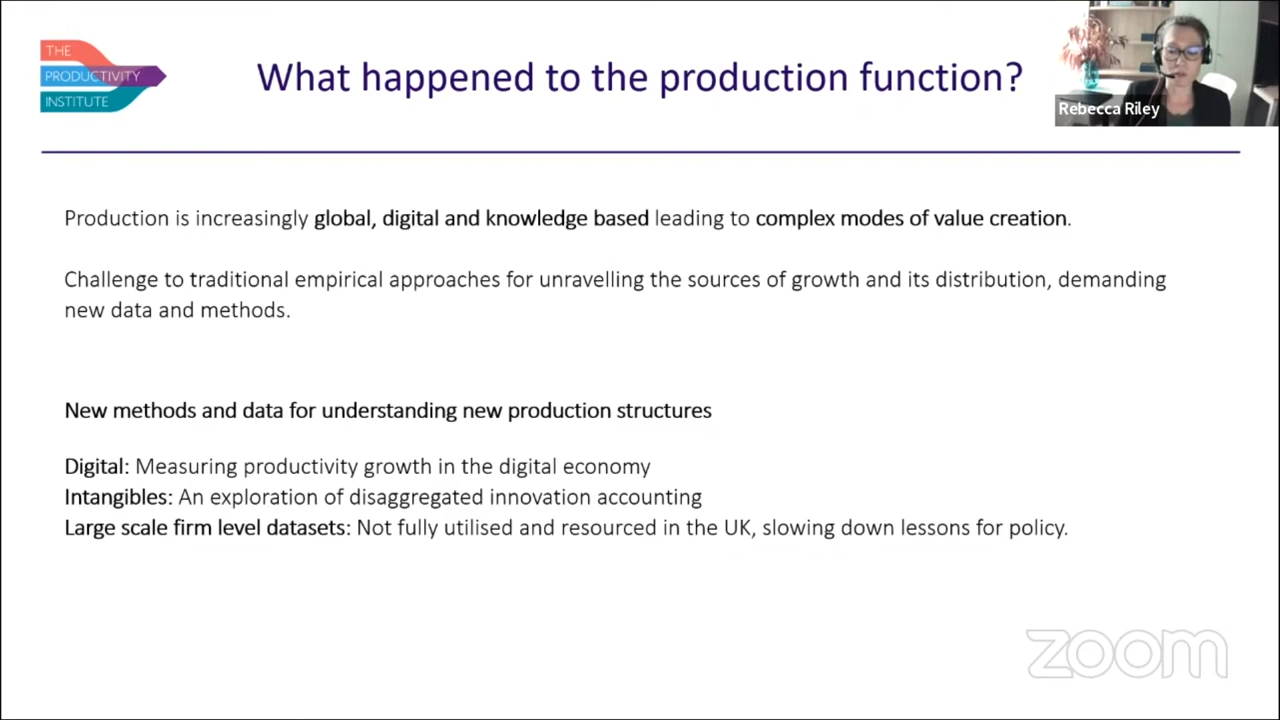 THE
PRODUCTIVITY
INSTITUTE
What happened to the production function?
Rebecca Riley
Production is increasingly global, digital and knowledge based leading to complex modes of value creation.
Challenge to traditional empirical approaches for unravelling the sources of growth and its distribution, demanding
new data and methods.
New methods and data for understanding new production structures
Digital: Measuring productivity growth in the digital economy
Intangibles: An exploration of disaggregated innovation accounting
Large scale firm level datasets: Not fully utilised and resourced in the UK, slowing down lessons for policy.
zoom